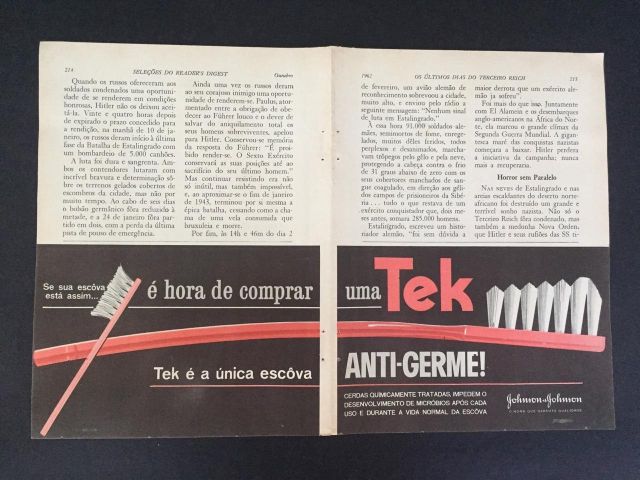 214
SELEÇÕES DO READER'S DIGEST
Outubro
Quando os russos ofereceram aos
soldados condenados uma oportuni-
dade de se renderem em condições
honrosas, Hitler não os deixou acei-
tá-la. Vinte e quatro horas depois
de expirado o prazo concedido para
a rendição, na manhã de 10 de ja-
neiro, os russos deram início à última
fase da Batalha de Estalingrado com
um bombardeio de 5.000 canhões.
A luta foi dura e sangrenta. Am-
bos os contendores lutaram com
incrível bravura e determinação sô-
bre os terrenos gelados cobertos de
escombros da cidade, mas não por
muito tempo. Ao cabo de seis dias
o bolsão germânico fôra reduzido à
metade, e a 24 de janeiro fôra par-
tido em dois, com a perda da última
pista de pouso de emergência.
Ainda uma vez os russos deram
ao seu corajoso inimigo uma oportu-
nidade de renderem-se. Paulus, ator-
mentado entre a obrigação de obe-
decer ao Führer louco e o dever de
salvar do aniquilamento total os
seus homens sobreviventes, apelou
para Hitler. Conservou-se memória
da resposta do Führer: "É proi-
bido render-se. O Sexto Exército
conservará as suas posições até ao
sacrifício do seu último homem."
Mas continuar resistindo era não
só inútil, mas também impossível,
e, ao aproximar-se o fim de janeiro
de 1943, terminou por si mesma a
épica batalha, cessando como a cha-
ma de uma vela consumida que
bruxuleia e morre.
Por fim, às 14h e 46m do dia 2
1962
OS ÚLTIMOS DIAS DO TERCEIRO REICH
215
de fevereiro, um avião alemão de
reconhecimento sobrevoou a cidade,
muito alto, e enviou pelo rádio a
seguinte mensagem: "Nenhum sinal
de luta em Estalingrado."
A essa hora 91.000 soldados ale-
mães, semimortos de fome, enrege-
lados, muitos dêles feridos, todos
perplexos e desanimados, marcha-
vam trôpegos pelo gêlo e pela neve,
protegendo a cabeça contra o frio
de 31 graus abaixo de zero com os
seus cobertores manchados de san-
gue coagulado, em direção aos géli-
dos campos de prisioneiros da Sibé-
ria . . . tudo o que restava de um
exército conquistador que, dois me-
ses antes, somara 285.000 homens.
Estalingrado, escreveu um histo-
riador alemão, "foi sem dúvida a
maior derrota que um exército ale-
mão já sofreu".
Foi mais do que isso. Juntamente
com El Alamein e os desembarques
anglo-americanos na África do Nor-
te, ela marcou o grande clímax da
Segunda Guerra Mundial. A gigan-
tesca maré das conquistas nazistas
começara a baixar. Hitler perdera
a iniciativa da campanha; nunca
mais a recuperaria.
Horror sem Paralelo
NAS NEVES de Estalingrado e nas
areias escaldantes do deserto norte-
africano foi destruído um grande e
terrível sonho nazista. Não só o
Terceiro Reich fôra condenado, mas
também a medonha Nova Ordem,
que Hitler e seus rufiões das SS ti-
Se sua escôva
está assim...
é hora de comprar uma Tek
Tek é a única escôva ANTI-GERME!
CERDAS QUÍMICAMENTE TRATADAS, IMPEDEM O
DESENVOLVIMENTO DE MICRÓBIOS APÓS CADA
USO E DURANTE A VIDA NORMAL DA ESCÔVA
Johnson & Johnson
O NOME QUE GARANTE QUALIDADE